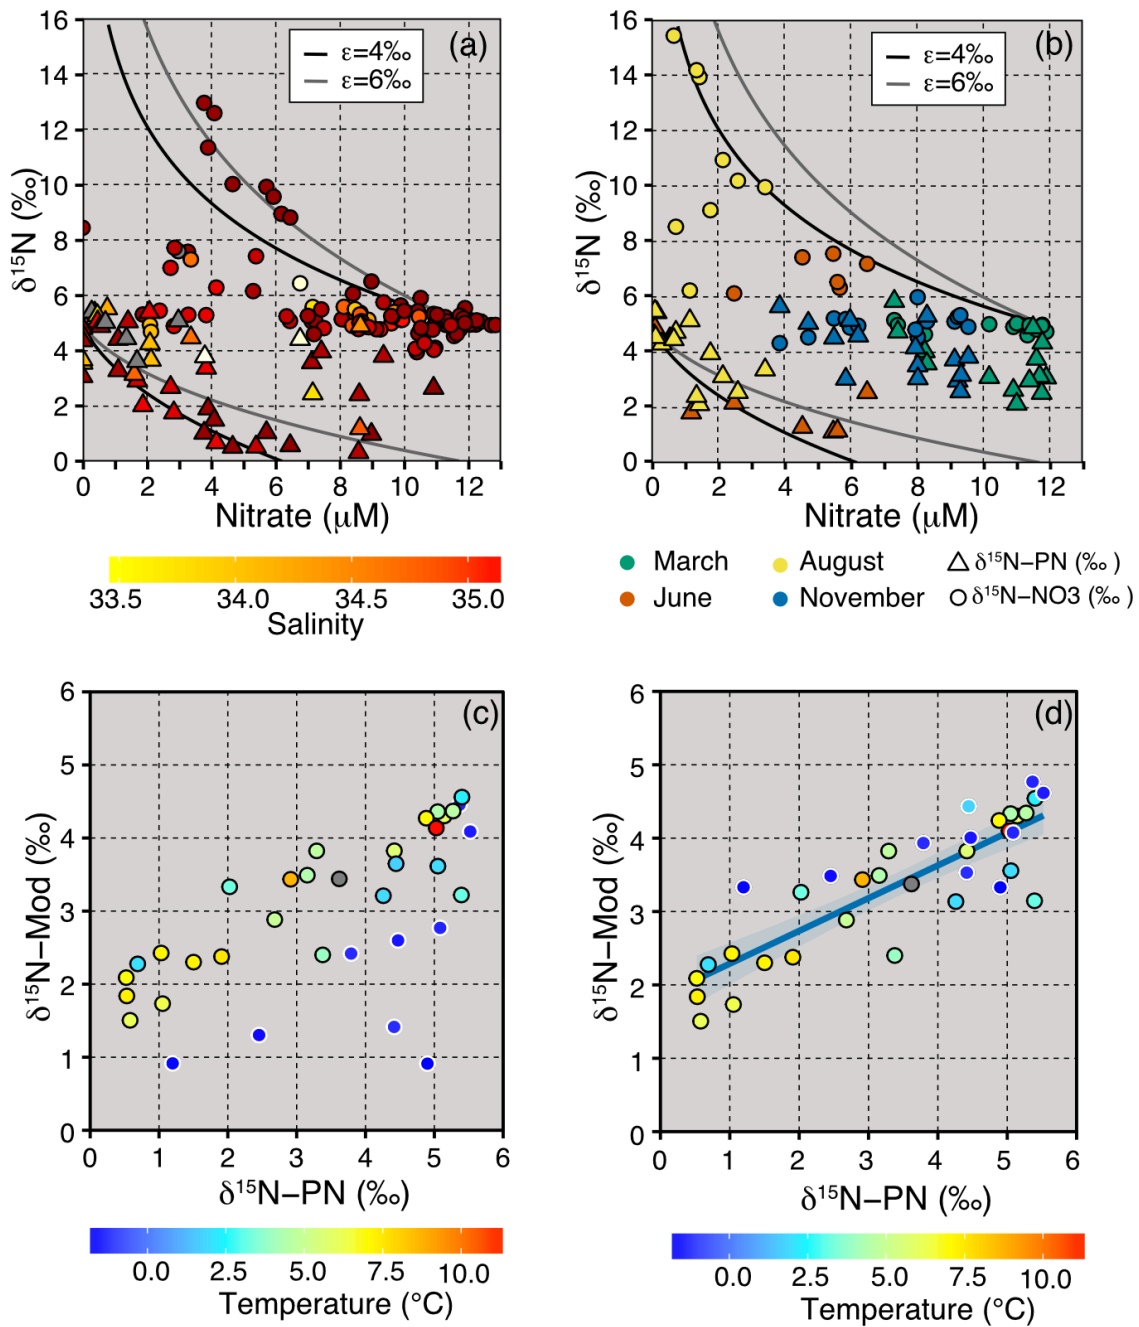 (a)
ε=4‰
ε=6‰
16
14
12
10
8
6
4
2
0
δ¹⁵N (‰)
0 2 4 6 8 10 12
Nitrate (μM)
33.5 34.0 34.5 35.0
Salinity
(b)
ε=4‰
ε=6‰
16
14
12
10
8
6
4
2
0
δ¹⁵N (‰)
0 2 4 6 8 10 12
Nitrate (μM)
March August δ¹⁵N−PN (‰)
June November δ¹⁵N−NO3 (‰)
(c)
6
5
4
3
2
1
0
δ¹⁵N−Mod (‰)
0 1 2 3 4 5 6
δ¹⁵N−PN (‰)
0.0 2.5 7.5 10.0
Temperature (°C)
(d)
6
5
4
3
2
1
0
δ¹⁵N−Mod (‰)
0 1 2 3 4 5 6
δ¹⁵N−PN (‰)
0.0 2.5 5.0 7.5 10.0
Temperature (°C)